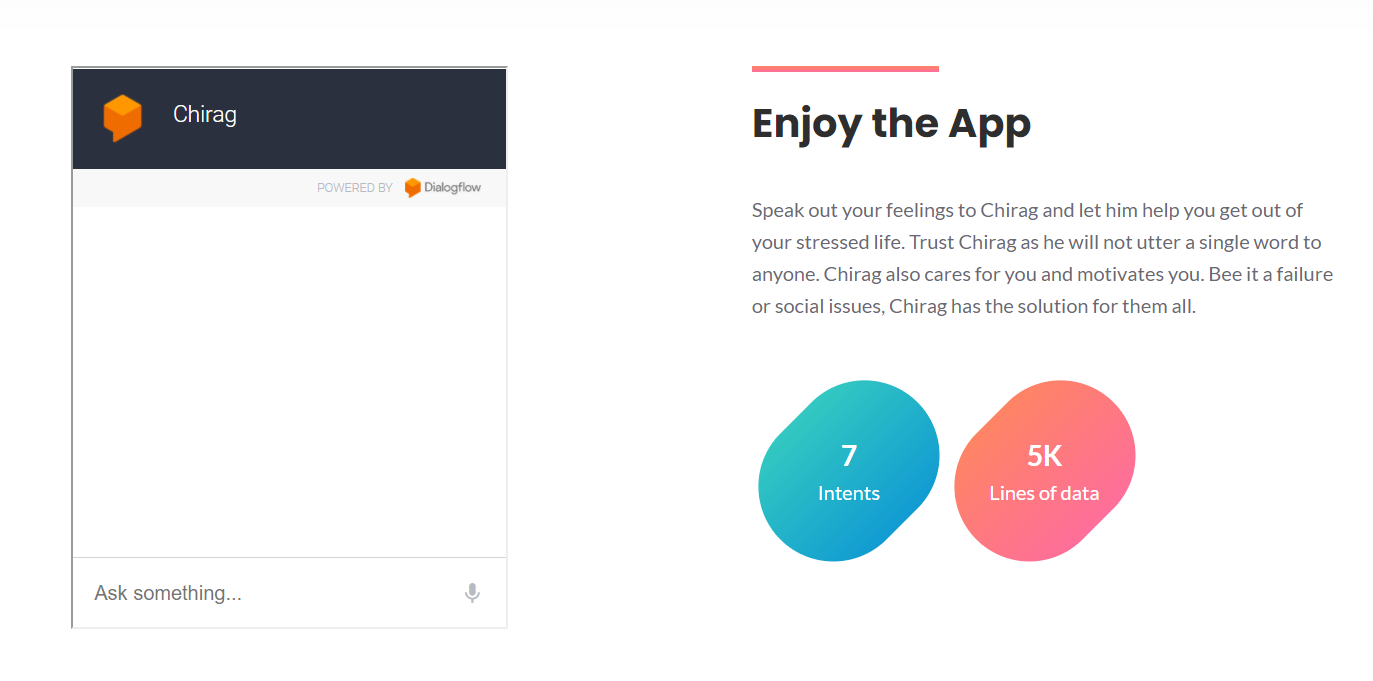 Chirag
POWERED BY Dialogflow
Ask something...
Enjoy the App
Speak out your feelings to Chirag and let him help you get out of
your stressed life. Trust Chirag as he will not utter a single word to
anyone. Chirag also cares for you and motivates you. Bee it a failure
or social issues, Chirag has the solution for them all.
7
Intents
5K
Lines of data